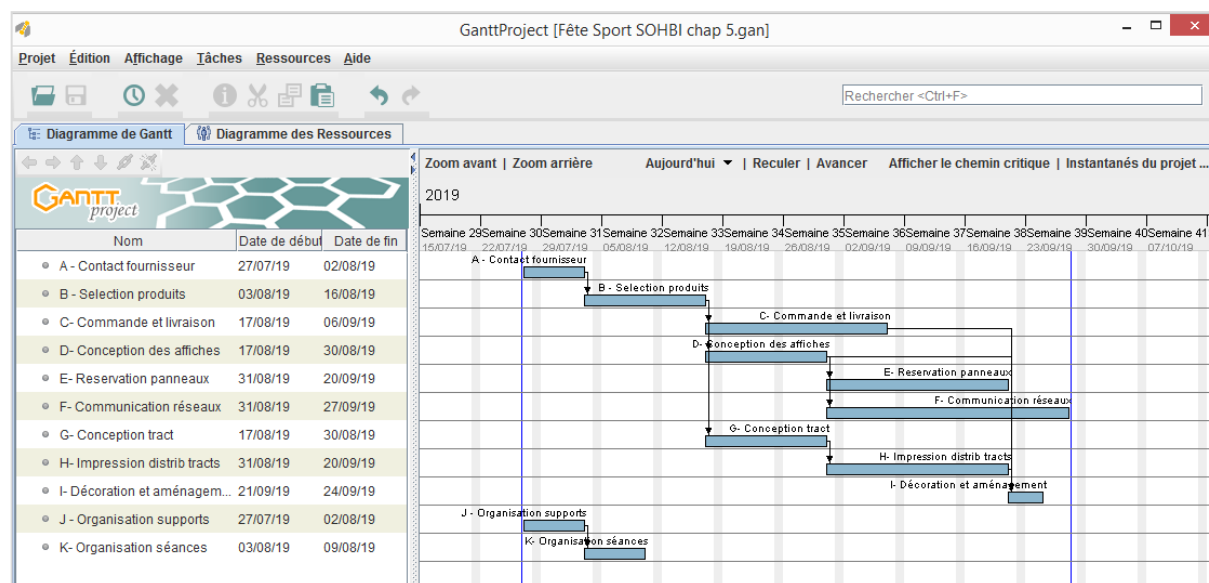 GanttProject [Fête Sport SOHBI chap 5.gan]
Projet Édition Affichage Tâches Ressources Aide
Rechercher <Ctrl+F>
Diagramme de Gantt Diagramme des Ressources
Zoom avant | Zoom arrière Aujourd'hui | Reculer | Avancer Afficher le chemin critique | Instantanés du projet ...
GANTT project
2019
Semaine 29 Semaine 30 Semaine 31 Semaine 32 Semaine 33 Semaine 34 Semaine 35 Semaine 36 Semaine 37 Semaine 38 Semaine 39 Semaine 40 Semaine 41
15/07/19 22/07/19 29/07/19 05/08/19 12/08/19 19/08/19 26/08/19 02/09/19 09/09/19 16/09/19 23/09/19 30/09/19 07/10/19
Nom Date de début Date de fin
A - Contact fournisseur 27/07/19 02/08/19
B - Selection produits 03/08/19 16/08/19
C- Commande et livraison 17/08/19 06/09/19
D- Conception des affiches 17/08/19 30/08/19
E- Reservation panneaux 31/08/19 20/09/19
F- Communication réseaux 31/08/19 27/09/19
G- Conception tract 17/08/19 30/08/19
H- Impression distrib tracts 31/08/19 20/09/19
I- Décoration et aménagem... 21/09/19 24/09/19
J - Organisation supports 27/07/19 02/08/19
K- Organisation séances 03/08/19 09/08/19
A - Contact fournisseur
B - Selection produits
C- Commande et livraison
D- Conception des affiches
E- Reservation panneaux
F- Communication réseaux
G- Conception tract
H- Impression distrib tracts
I- Décoration et aménagement
J - Organisation supports
K- Organisation séances